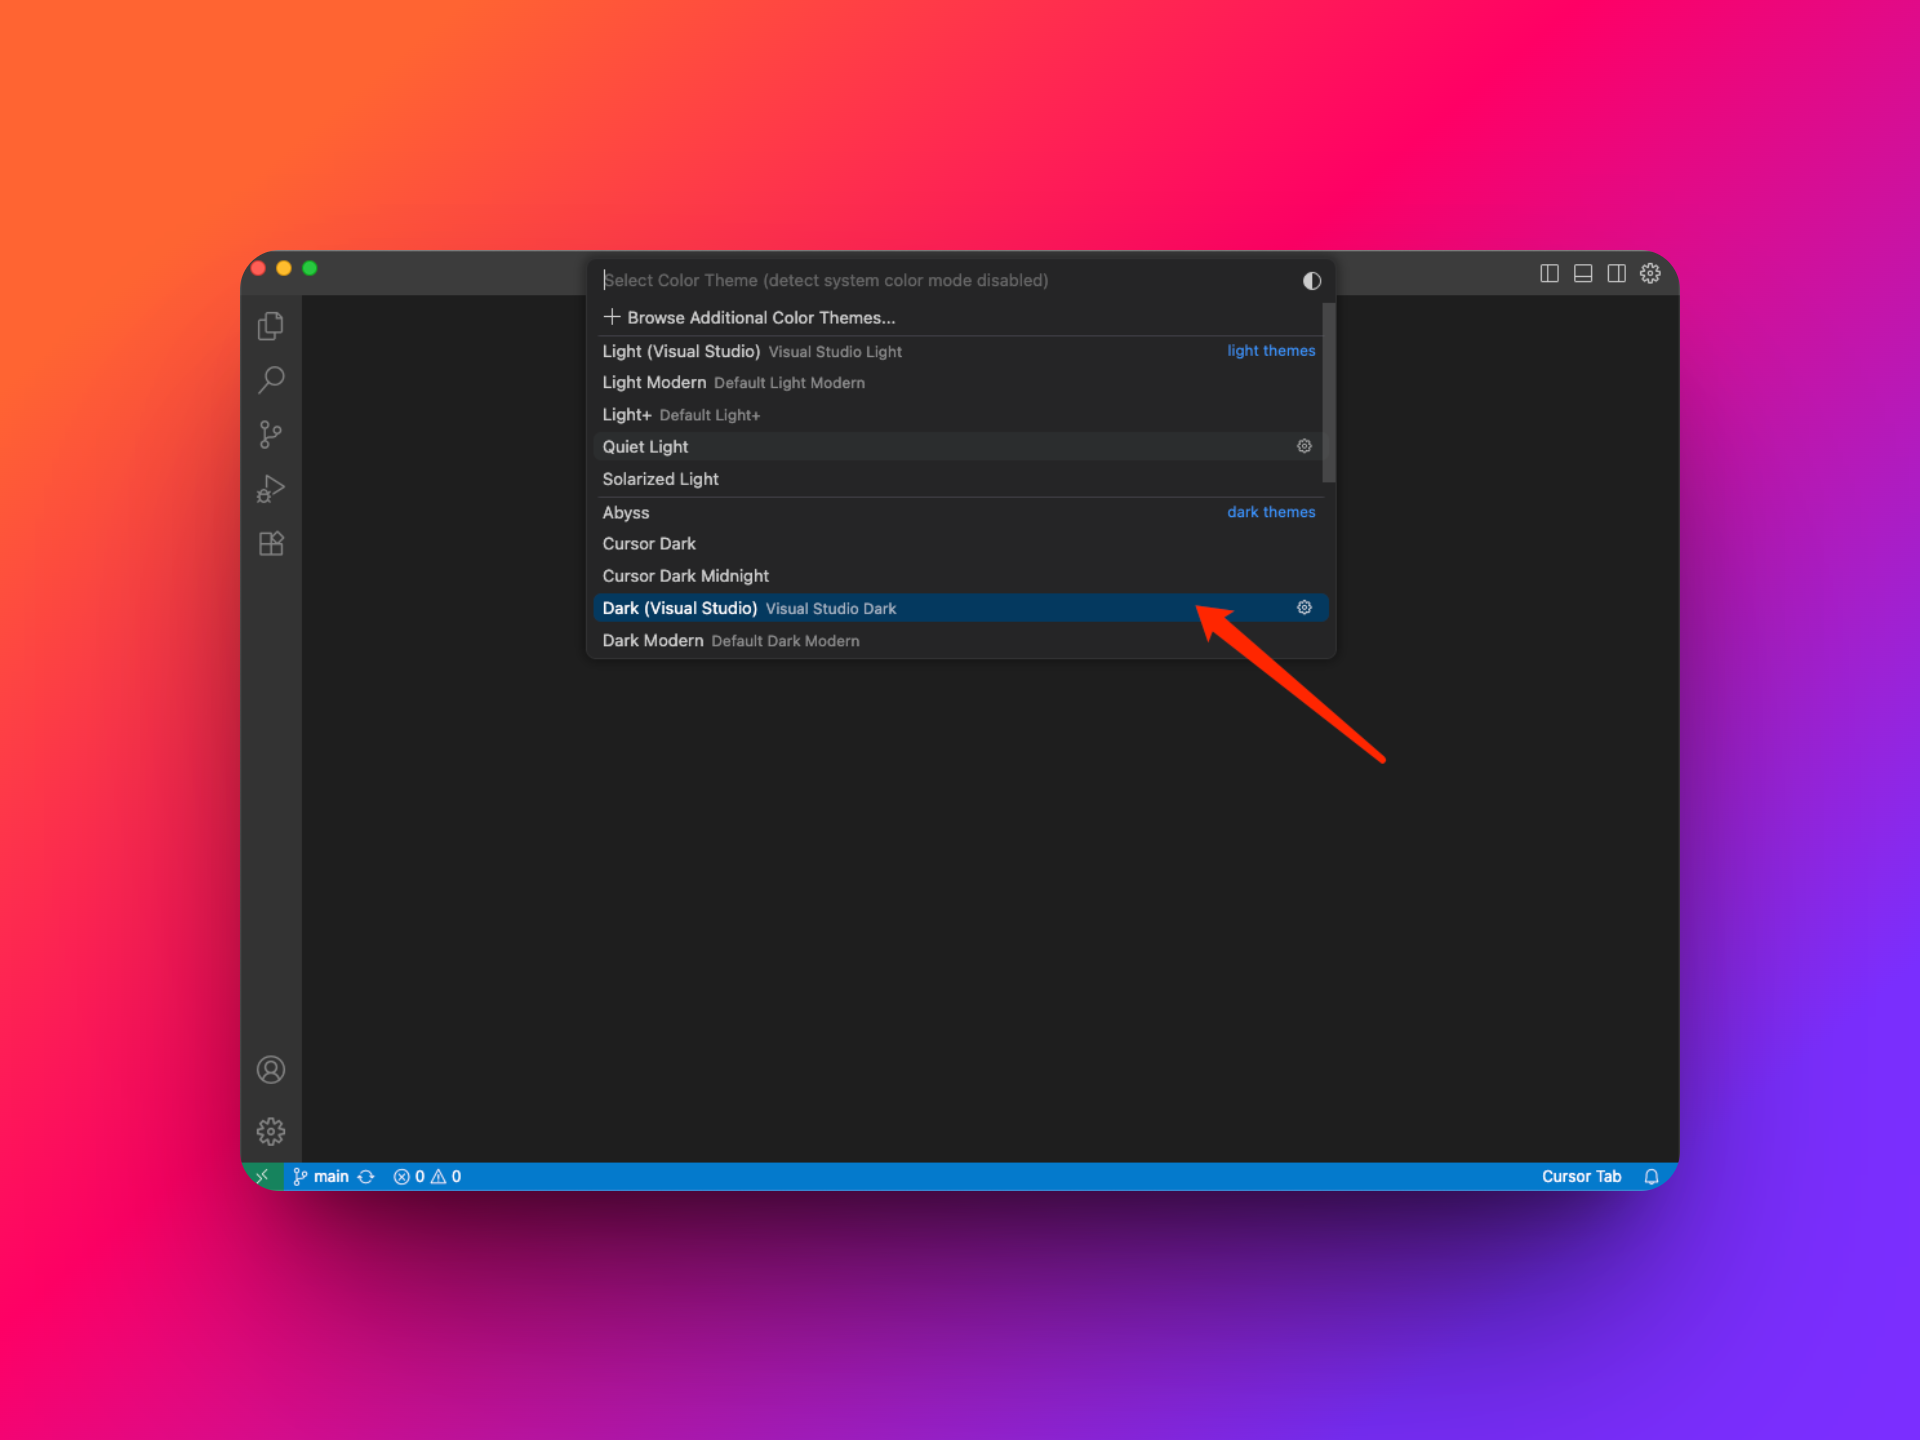 Select Color Theme (detect system color mode disabled)
Browse Additional Color Themes...
Light (Visual Studio) Visual Studio Light light themes
Light Modern Default Light Modern
Light+ Default Light+
Quiet Light
Solarized Light
Abyss dark themes
Cursor Dark
Cursor Dark Midnight
Dark (Visual Studio) Visual Studio Dark
Dark Modern Default Dark Modern
main 0 0 Cursor Tab